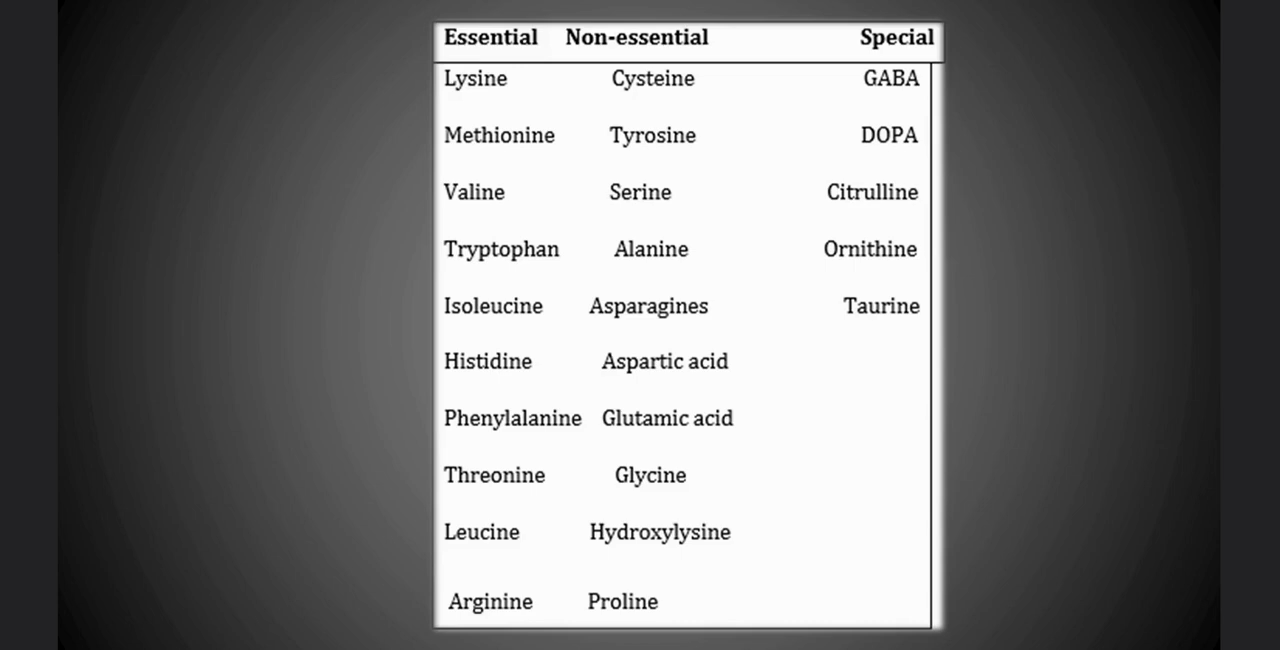 Essential Non-essential Special
Lysine Cysteine GABA
Methionine Tyrosine DOPA
Valine Serine Citrulline
Tryptophan Alanine Ornithine
Isoleucine Asparagines Taurine
Histidine Aspartic acid
Phenylalanine Glutamic acid
Threonine Glycine
Leucine Hydroxylysine
Arginine Proline